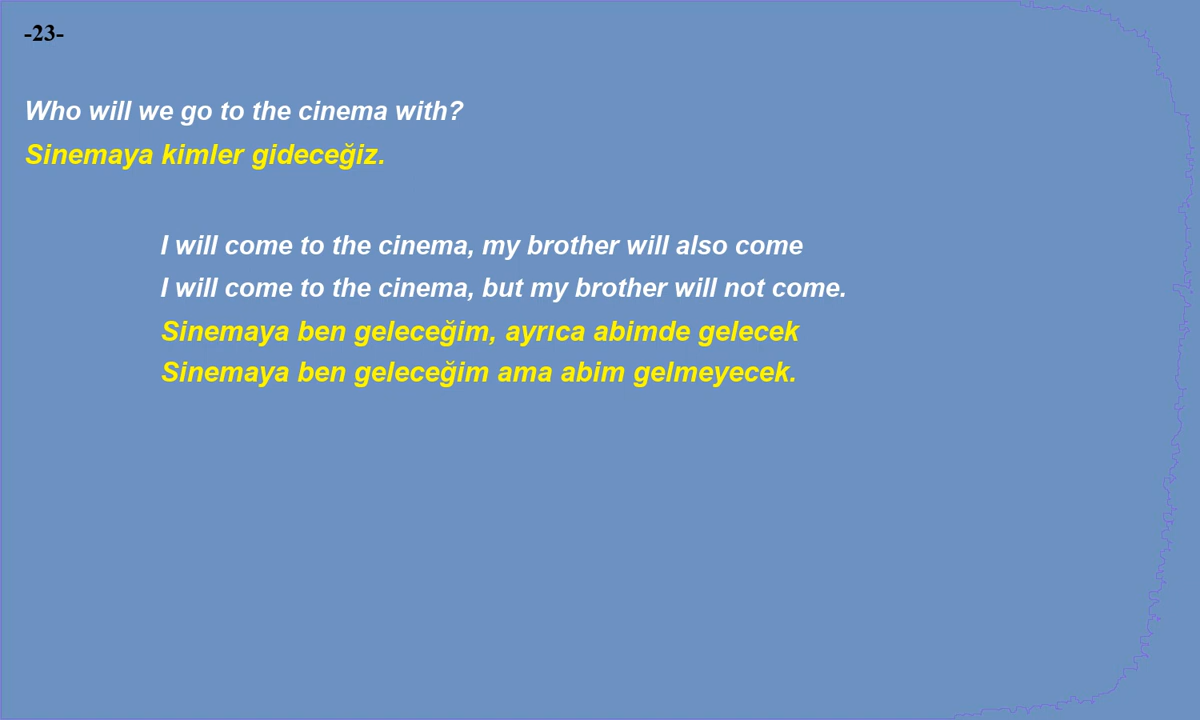 -23-
Who will we go to the cinema with?
Sinemaya kimler gideceğiz.
I will come to the cinema, my brother will also come
I will come to the cinema, but my brother will not come.
Sinemaya ben geleceğim, ayrıca abimde gelecek
Sinemaya ben geleceğim ama abim gelmeyecek.